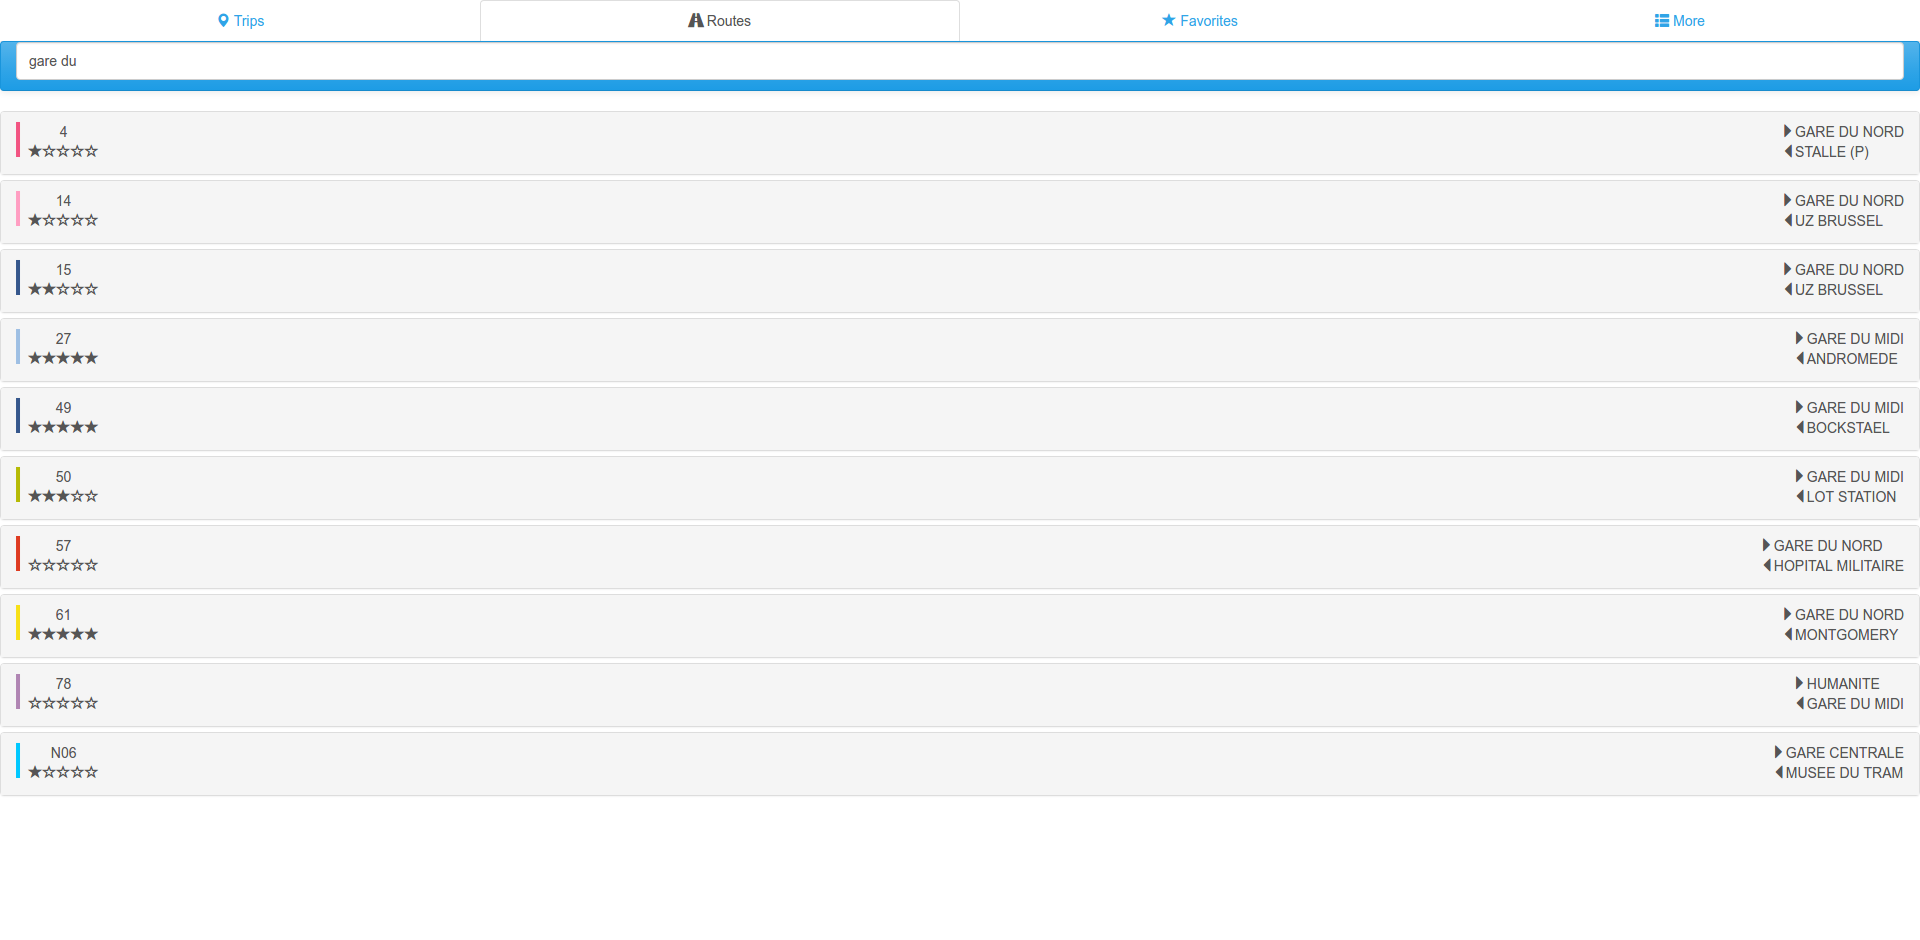 Trips
Routes
Favorites
More
gare du
4
GARE DU NORD
STALLE (P)
14
GARE DU NORD
UZ BRUSSEL
15
GARE DU NORD
UZ BRUSSEL
27
GARE DU MIDI
ANDROMEDE
49
GARE DU MIDI
BOCKSTAEL
50
GARE DU MIDI
LOT STATION
57
GARE DU NORD
HOPITAL MILITAIRE
61
GARE DU NORD
MONTGOMERY
78
HUMANITE
GARE DU MIDI
N06
GARE CENTRALE
MUSEE DU TRAM